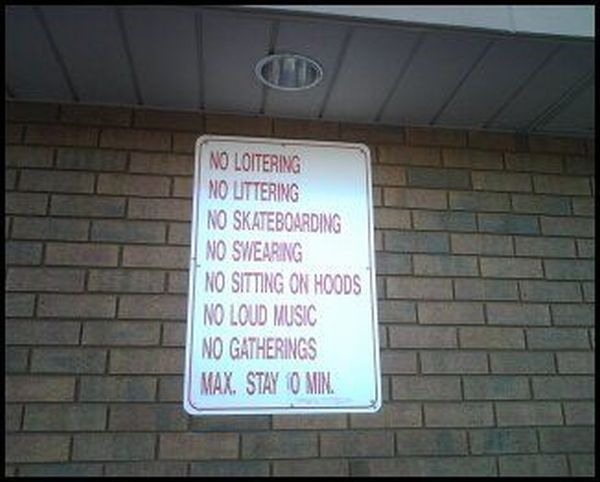 NO LOITERING
NO LITTERING
NO SKATEBOARDING
NO SWEARING
NO SITTING ON HOODS
NO LOUD MUSIC
NO GATHERINGS
MAX. STAY 10 MIN.